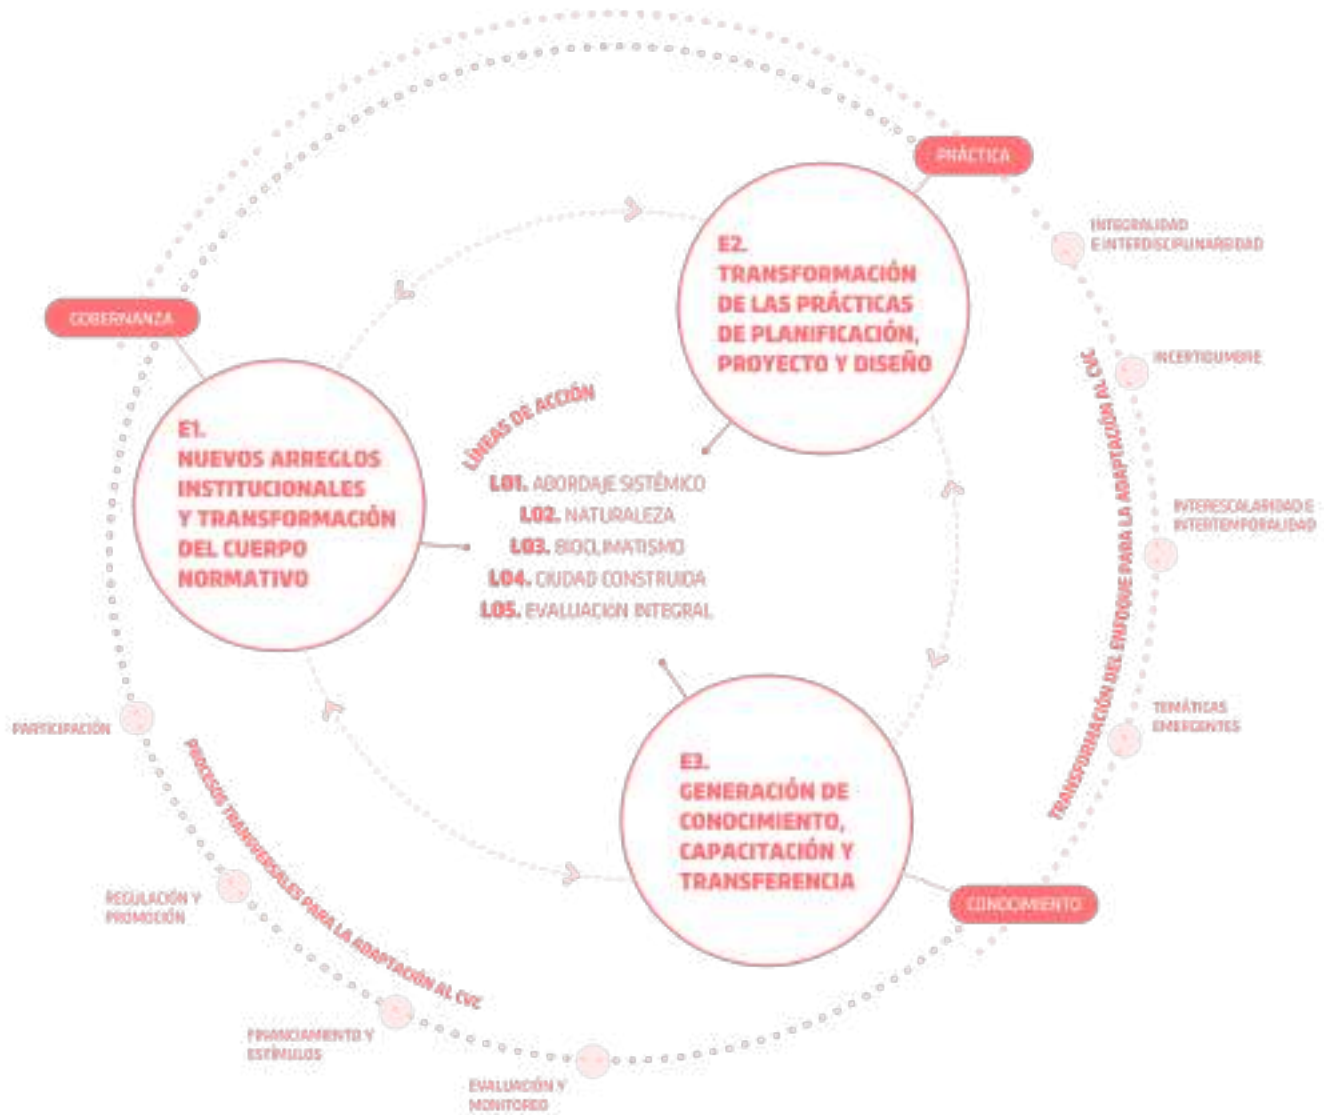 PRÁCTICA
INTEGRALIDAD
E INTERDISCIPLINARIDAD
E2.
TRANSFORMACIÓN
DE LAS PRÁCTICAS
DE PLANIFICACIÓN,
PROYECTO Y DISEÑO
GOBERNANZA
INCERTIDUMBRE
E1.
NUEVOS ARREGLOS
INSTITUCIONALES
Y TRANSFORMACIÓN
DEL CUERPO
NORMATIVO
LÍNEAS DE ACCIÓN
L01. ABORDAJE SISTÉMICO
L02. NATURALEZA
L03. BIOCLIMATISMO
L04. CIUDAD CONSTRUIDA
L05. EVALUACIÓN INTEGRAL
TRANSFORMACIÓN DEL ENFOQUE PARA LA ADAPTACIÓN AL CVC
INTERESCALARIDAD E
INTERTEMPORALIDAD
TEMÁTICAS
EMERGENTES
PARTICIPACIÓN
PROCESOS TRANSVERSALES PARA LA ADAPTACIÓN AL CVC
E3.
GENERACIÓN DE
CONOCIMIENTO,
CAPACITACIÓN Y
TRANSFERENCIA
CONOCIMIENTO
REGULACIÓN Y
PROMOCIÓN
FINANCIAMIENTO Y
ESTÍMULOS
EVALUACIÓN Y
MONITOREO